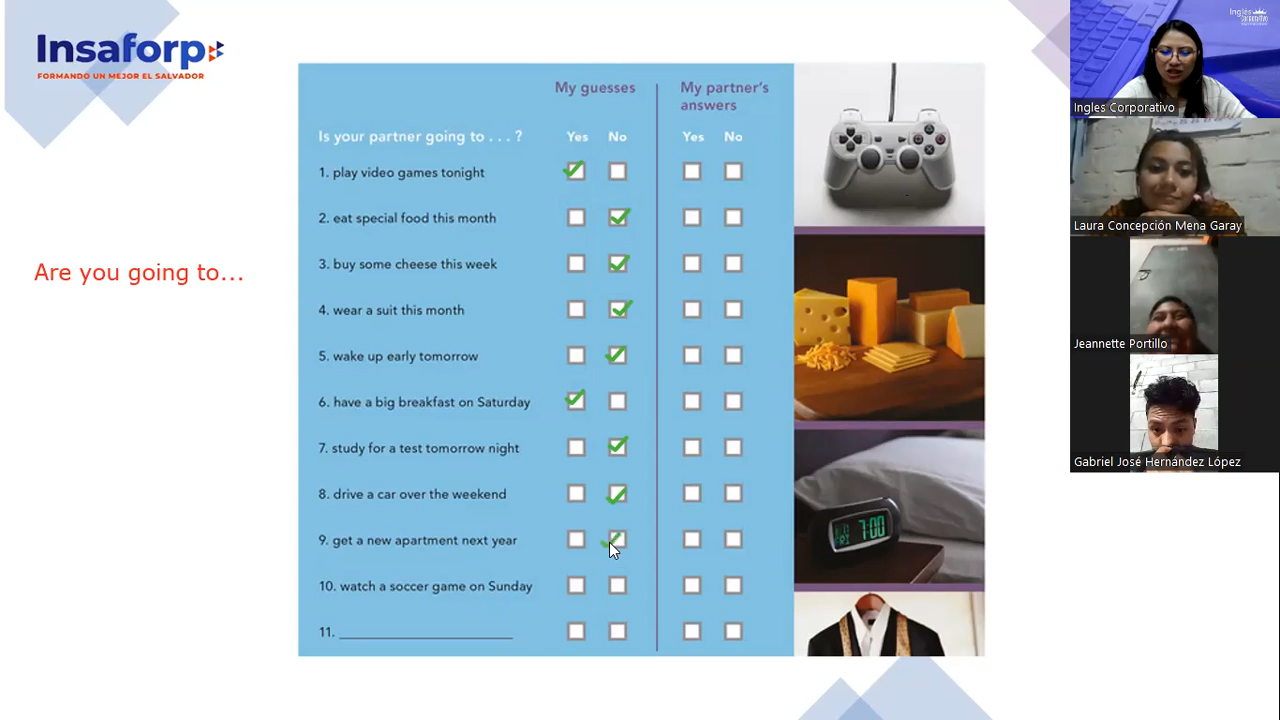 Insaforp
FORMANDO UN MEJOR EL SALVADOR
Are you going to...
My guesses
My partner's
answers
Is your partner going to . . . ?
Yes No Yes No
1. play video games tonight
2. eat special food this month
3. buy some cheese this week
4. wear a suit this month
5. wake up early tomorrow
6. have a big breakfast on Saturday
7. study for a test tomorrow night
8. drive a car over the weekend
9. get a new apartment next year
10. watch a soccer game on Sunday
11.
FRI 7:00
Ingles
Ingles Corporativo
Laura Concepción Mena Garay
Jeannette Portillo
Gabriel José Hernández López